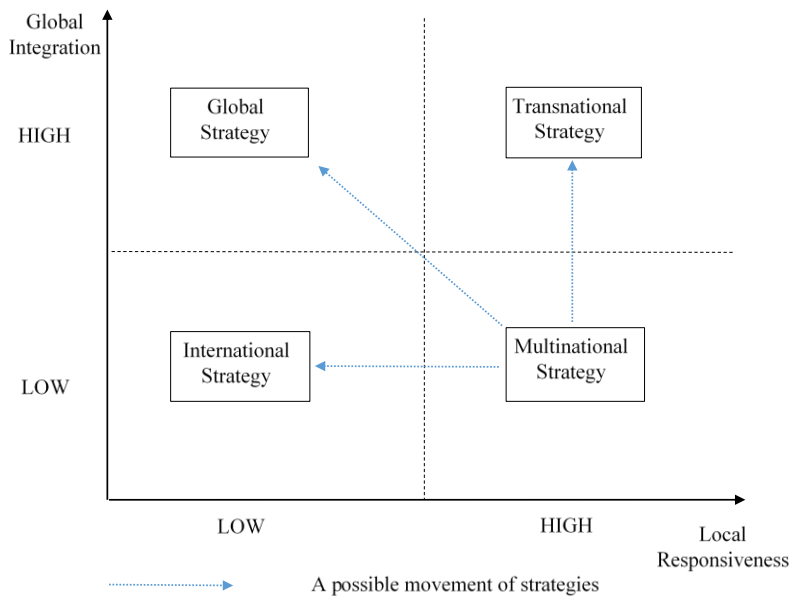 Global
Integration
HIGH
Global
Strategy
Transnational
Strategy
LOW
International
Strategy
Multinational
Strategy
LOW
HIGH
Local
Responsiveness
A possible movement of strategies